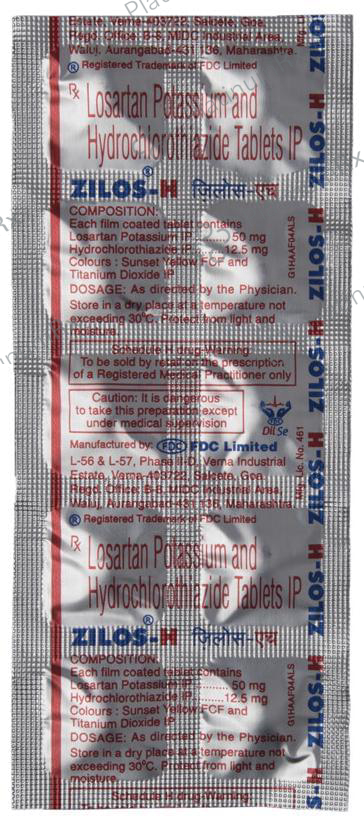 Estate, Verna-403722, Salcete, Goa.
Regd. Office: B-8, MIDC Industrial Area,
Waluj, Aurangabad-431 136, Maharashtra.
® Registered Trademark of FDC Limited
Rx Losartan Potassium and
Hydrochlorothiazide Tablets IP
ZILOS-H® ज़िलोस-एच
COMPOSITION:
Each film coated tablet contains
Losartan Potassium IP.......... 50 mg
Hydrochlorothiazide IP.......12.5 mg
Colours : Sunset Yellow FCF and
Titanium Dioxide IP
DOSAGE: As directed by the Physician.
Store in a dry place at a temperature not
exceeding 30°C. Protect from light and
moisture.
G1HAAF04ALS
Schedule H drug-Warning:
To be sold by retail on the prescription
of a Registered Medical Practitioner only
Caution: It is dangerous
to take this preparation except
under medical supervision
FDC
Dil Se
Manufactured by: FDC FDC Limited
L-56 & L-57, Phase II-D, Verna Industrial
Estate, Verna-403722, Salcete, Goa.
Regd. Office: B-8, MIDC Industrial Area,
Waluj, Aurangabad-431 136, Maharashtra.
® Registered Trademark of FDC Limited
Mfg. Lic. No. 461
Rx Losartan Potassium and
Hydrochlorothiazide Tablets IP
ZILOS-H® ज़िलोस-एच
COMPOSITION:
Each film coated tablet contains
Losartan Potassium IP.......... 50 mg
Hydrochlorothiazide IP.......12.5 mg
Colours : Sunset Yellow FCF and
Titanium Dioxide IP
DOSAGE: As directed by the Physician.
Store in a dry place at a temperature not
exceeding 30°C. Protect from light and
moisture.
G1HAAF04ALS
Schedule H drug-Warning:
ZILOS-H
ZILOS-H
ZILOS-H
ZILOS-H
ZILOS-H
S-H